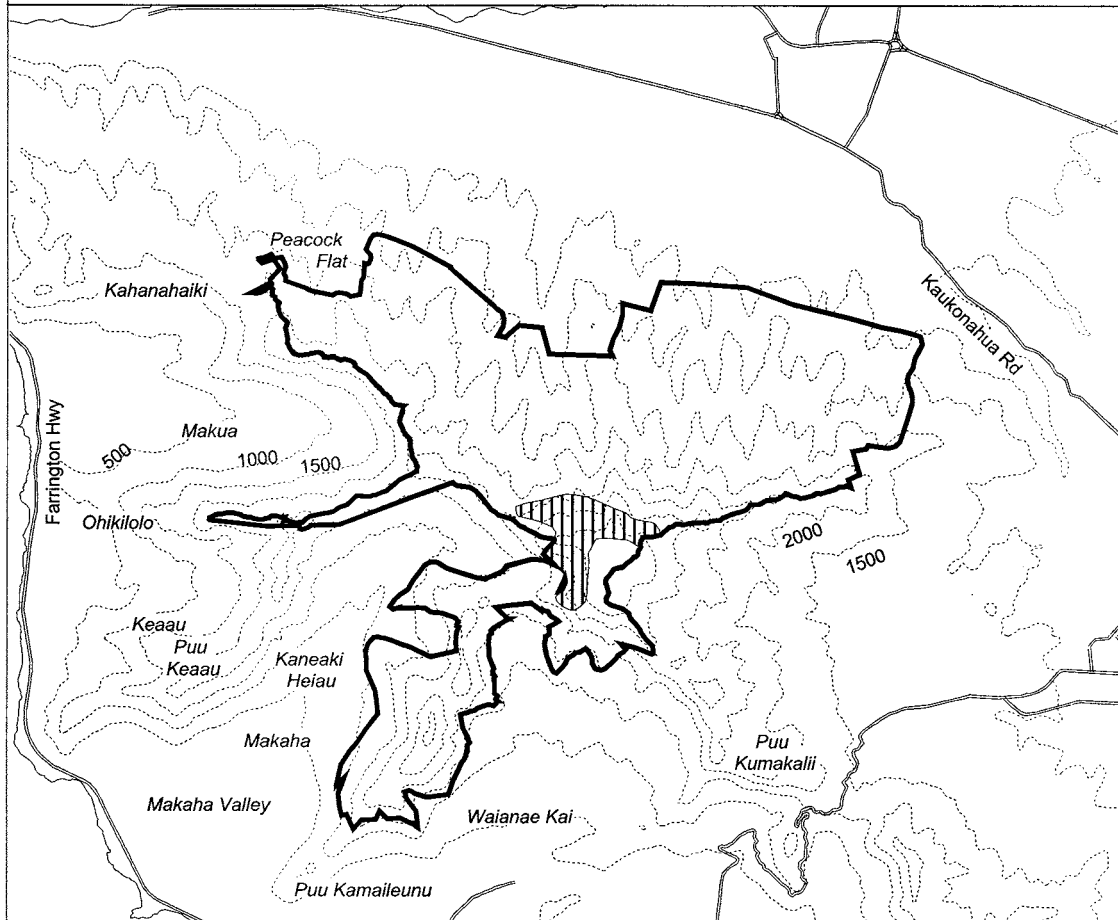 Peacock
Flat
Kahanahaiki
Kaukonahua Rd
Farrington Hwy
Makua
500
1000
1500
Ohikilolo
2000
1500
Keaau
Puu
Keaau
Kaneaki
Heiau
Makaha
Puu
Kumakalii
Makaha Valley
Waianae Kai
Puu Kamaileunu